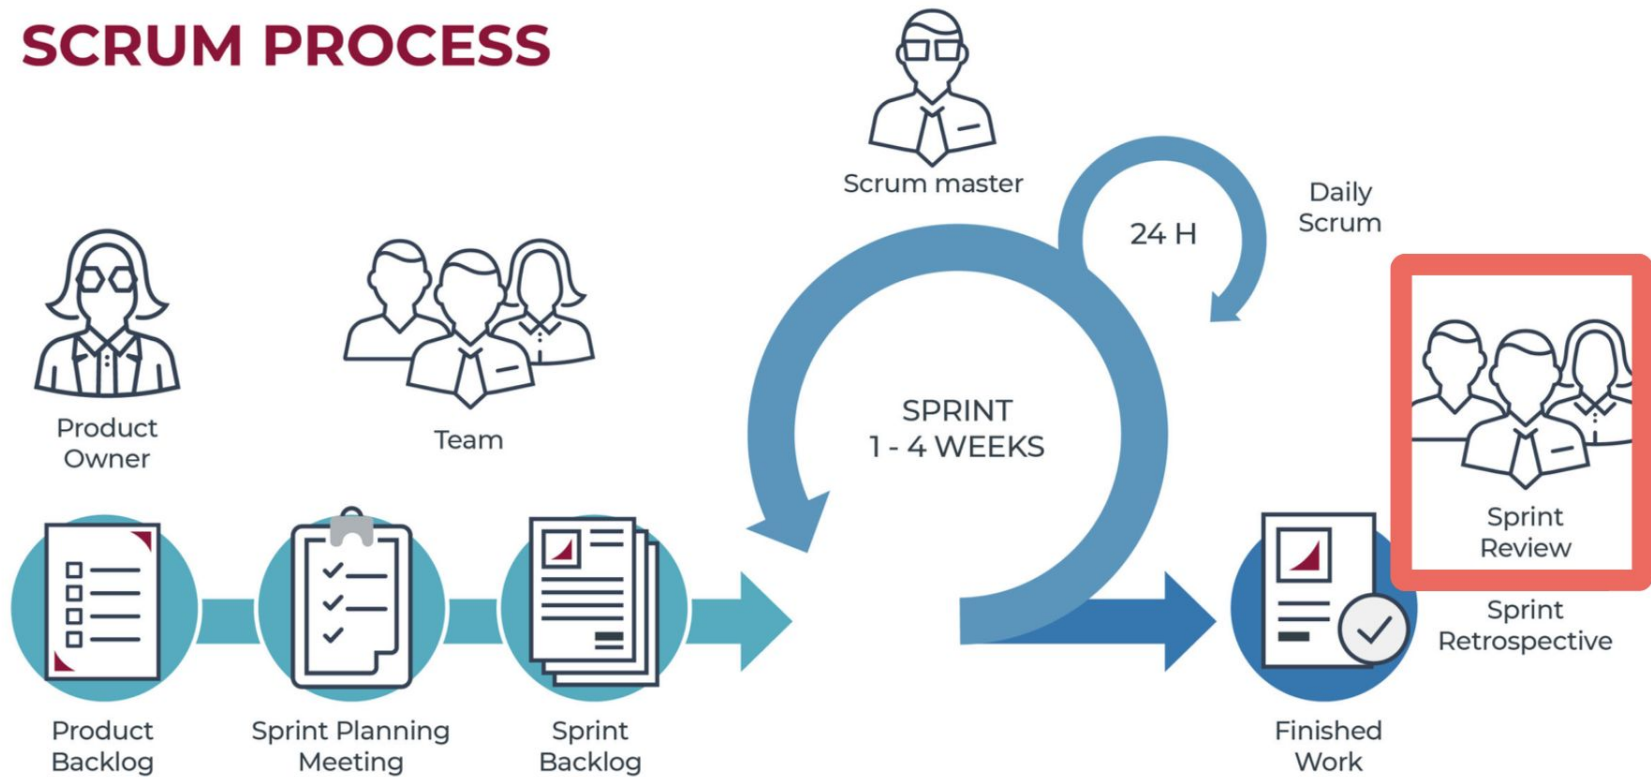 SCRUM PROCESS
Scrum master
24 H
Daily
Scrum
Product
Owner
Team
SPRINT
1 - 4 WEEKS
Sprint
Review
Sprint
Retrospective
Product
Backlog
Sprint Planning
Meeting
Sprint
Backlog
Finished
Work